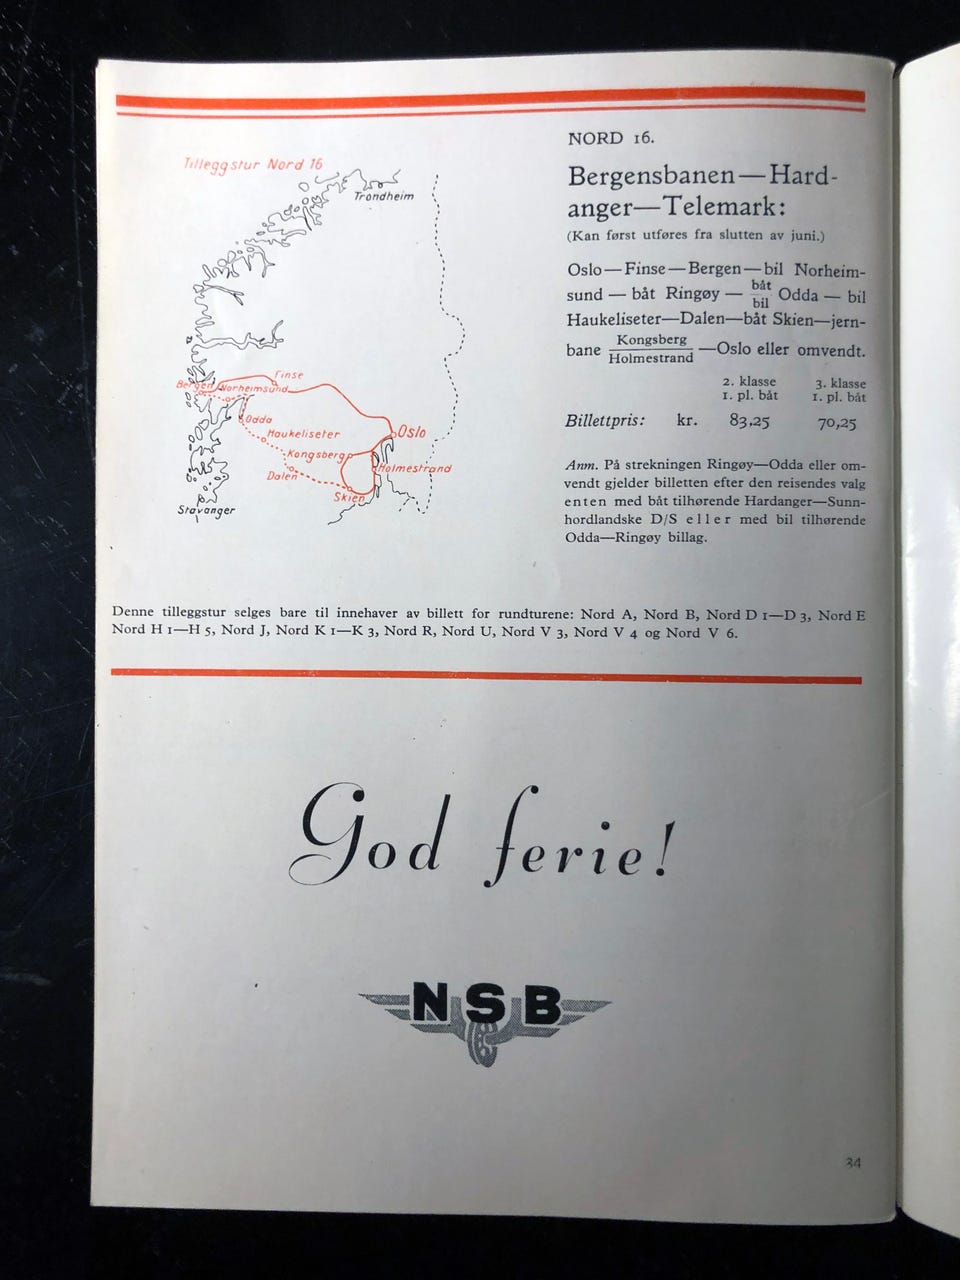 Tilleggstur Nord 16
Trondheim
Finse
Bergen
Norheimsund
Odda
Haukeliseter
Oslo
Kongsberg
Holmestrand
Dalen
Skien
Stavanger
NORD 16.
Bergensbanen—Hard-
anger—Telemark:
(Kan først utføres fra slutten av juni.)
Oslo—Finse—Bergen—bil Norheim-
sund — båt Ringøy — båt/bil Odda — bil
Haukeliseter—Dalen—båt Skien—jern-
bane Kongsberg/Holmestrand —Oslo eller omvendt.
2. klasse 3. klasse
1. pl. båt 1. pl. båt
Billettpris: kr. 83,25 70,25
Anm. På strekningen Ringøy—Odda eller om-
vendt gjelder billetten efter den reisendes valg
enten med båt tilhørende Hardanger—Sunn-
hordlandske D/S eller med bil tilhørende
Odda—Ringøy billag.
Denne tilleggstur selges bare til innehaver av billett for rundturene: Nord A, Nord B, Nord D 1—D 3, Nord E
Nord H 1—H 5, Nord J, Nord K 1—K 3, Nord R, Nord U, Nord V 3, Nord V 4 og Nord V 6.
God ferie!
NSB
34